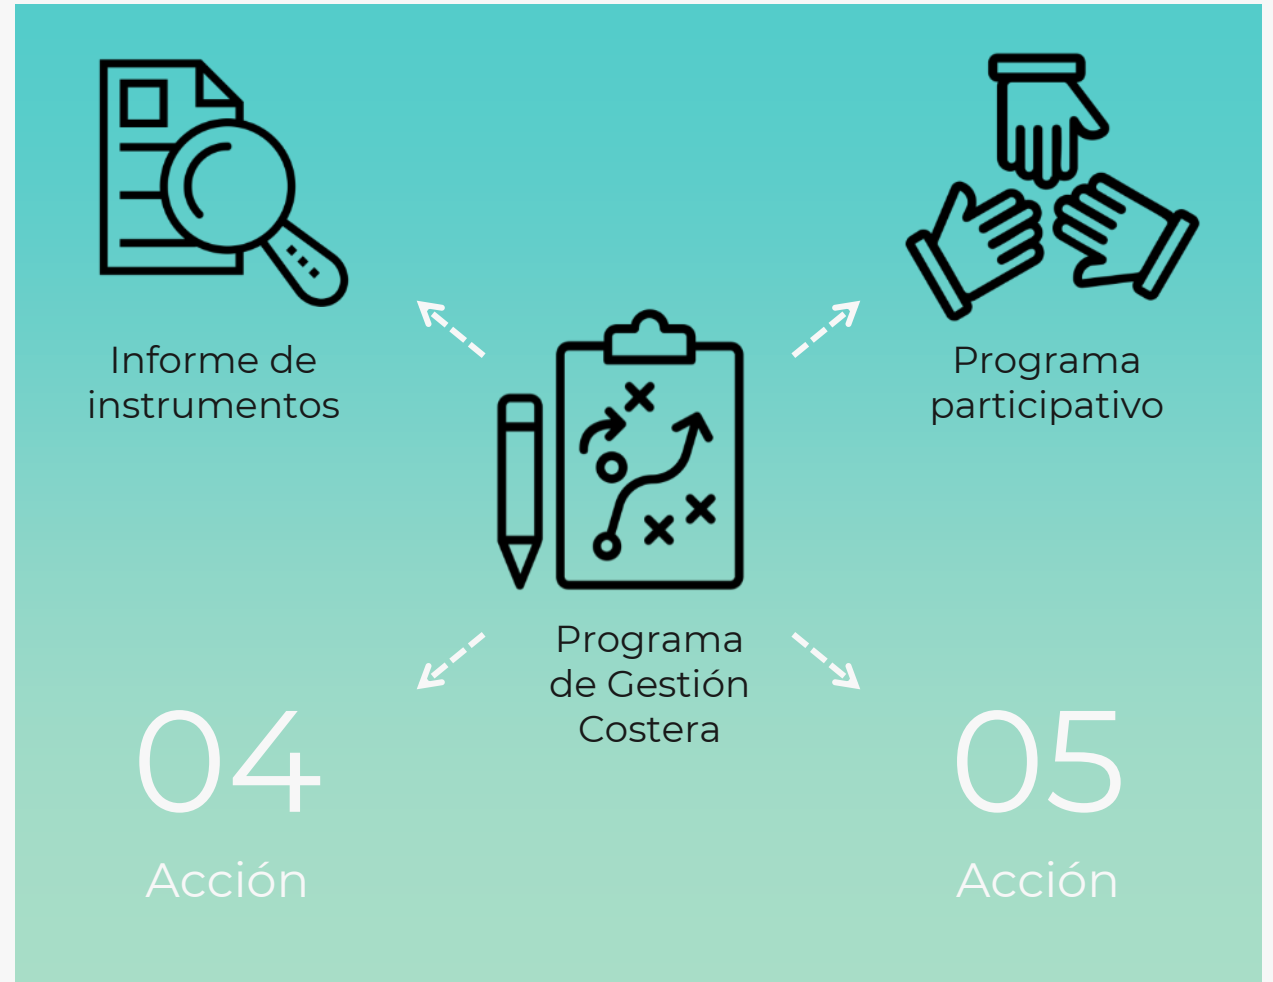 Informe de
instrumentos
Programa
participativo
Programa
de Gestión
Costera
04
Acción
05
Acción